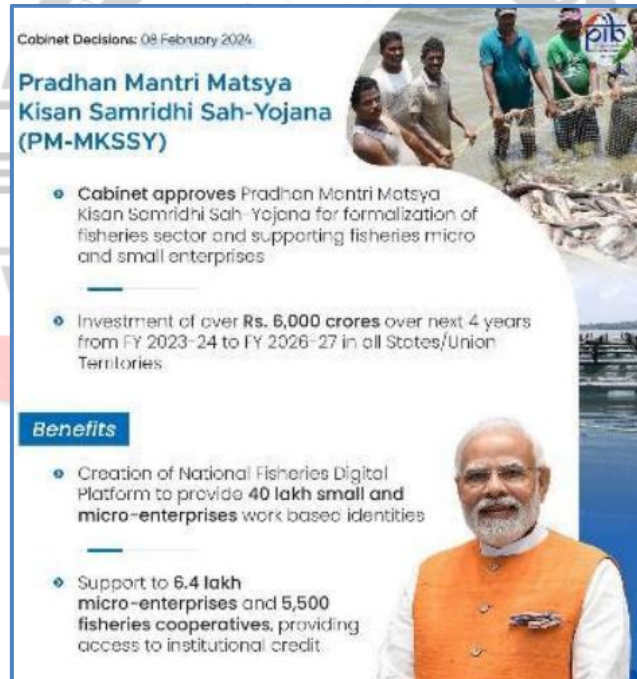 Cabinet Decisions: 08 February 2024
pib
Pradhan Mantri Matsya
Kisan Samridhi Sah-Yojana
(PM-MKSSY)
Cabinet approves Pradhan Mantri Matsya
Kisan Samridhi Sah-Yojana for formalization of
fisheries sector and supporting fisheries micro
and small enterprises
Investment of over Rs. 6,000 crores over next 4 years
from FY 2023-24 to FY 2026-27 in all States/Union
Territories
Benefits
Creation of National Fisheries Digital
Platform to provide 40 lakh small and
micro-enterprises work based identities
Support to 6.4 lakh
micro-enterprises and 5,500
fisheries cooperatives, providing
access to institutional credit